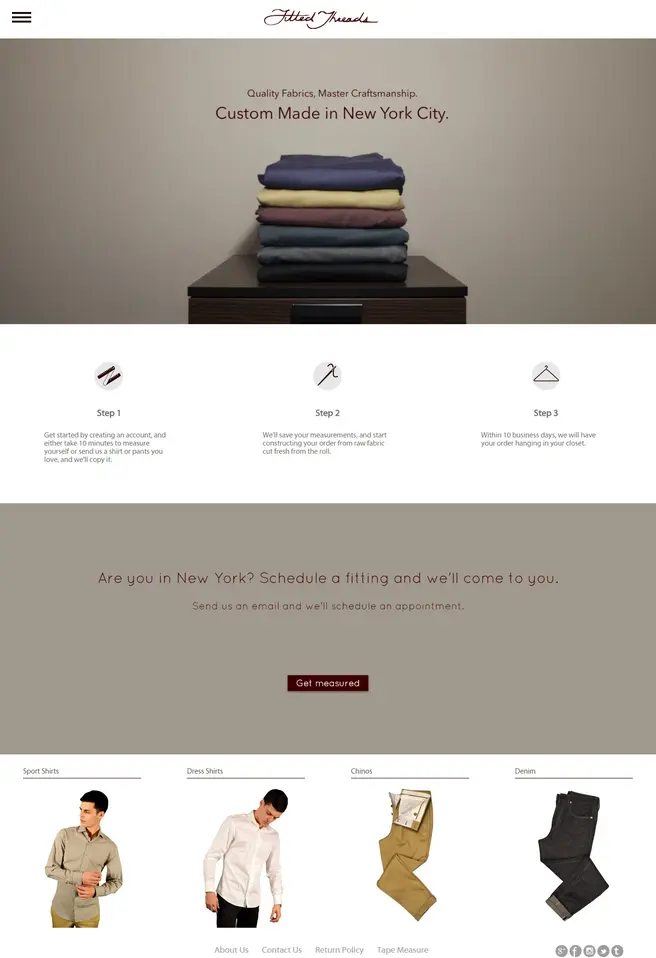 Fitted Threads
Quality Fabrics, Master Craftsmanship.
Custom Made in New York City.
Step 1
Get started by creating an account, and
either take 10 minutes to measure
yourself or send us a shirt or pants you
love, and we'll copy it.
Step 2
We'll save your measurements, and start
constructing your order from raw fabric
cut fresh from the roll.
Step 3
Within 10 business days, we will have
your order hanging in your closet.
Are you in New York? Schedule a fitting and we'll come to you.
Send us an email and we'll schedule an appointment.
Get measured
Sport Shirts
Dress Shirts
Chinos
Denim
About Us
Contact Us
Return Policy
Tape Measure